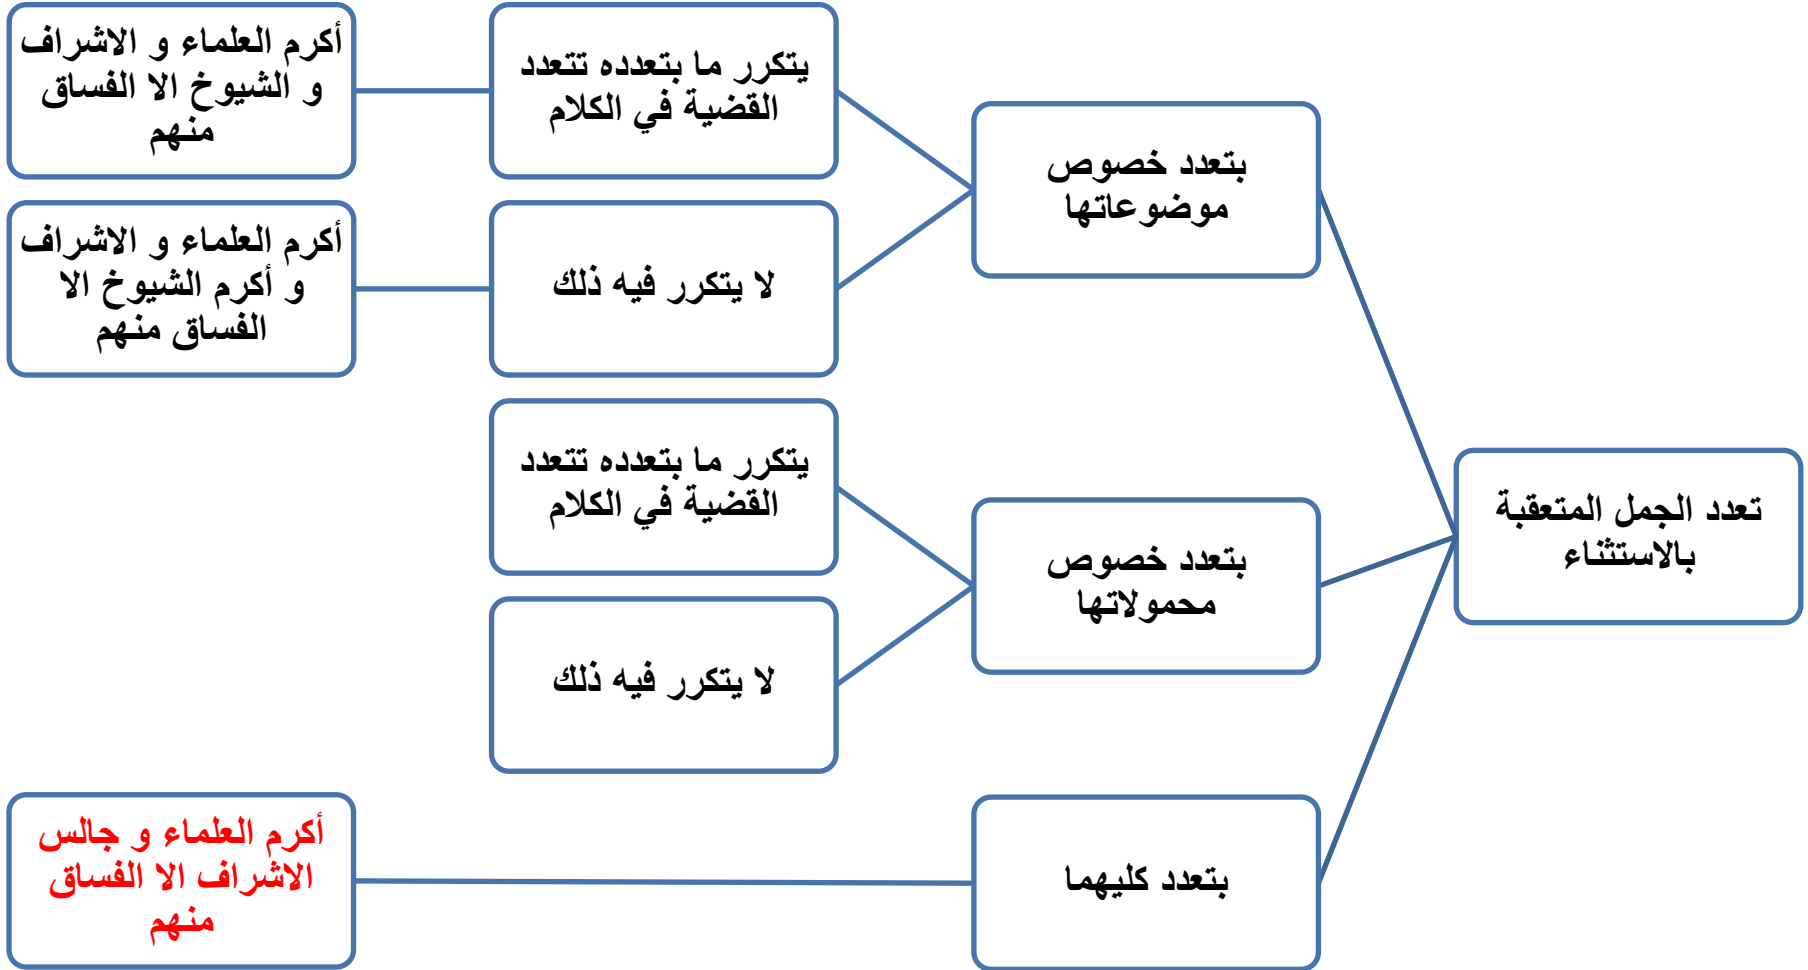 تعدد الجمل المتعقبة
بالاستثناء
بتعدد خصوص
موضوعاتها
يتكرر ما بتعدده تتعدد
القضية في الكلام
أكرم العلماء و الاشراف
و الشيوخ الا الفساق
منهم
لا يتكرر فيه ذلك
أكرم العلماء و الاشراف
و أكرم الشيوخ الا
الفساق منهم
بتعدد خصوص
محمولاتها
يتكرر ما بتعدده تتعدد
القضية في الكلام
لا يتكرر فيه ذلك
بتعدد كليهما
أكرم العلماء و جالس
الاشراف الا الفساق
منهم